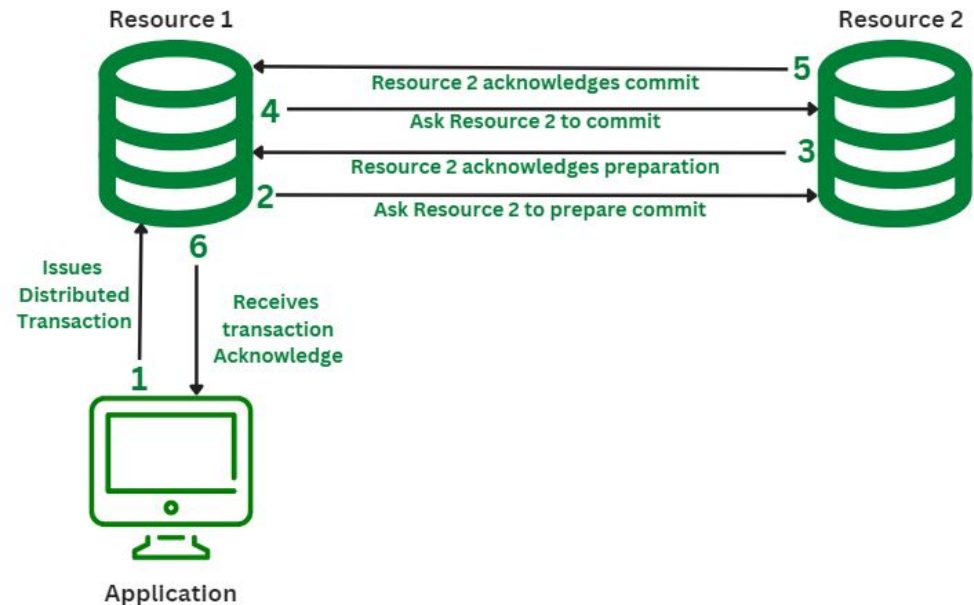 Resource 1
Resource 2
5
Resource 2 acknowledges commit
4
Ask Resource 2 to commit
3
Resource 2 acknowledges preparation
2
Ask Resource 2 to prepare commit
6
Issues
Distributed
Transaction
Receives
transaction
Acknowledge
1
Application